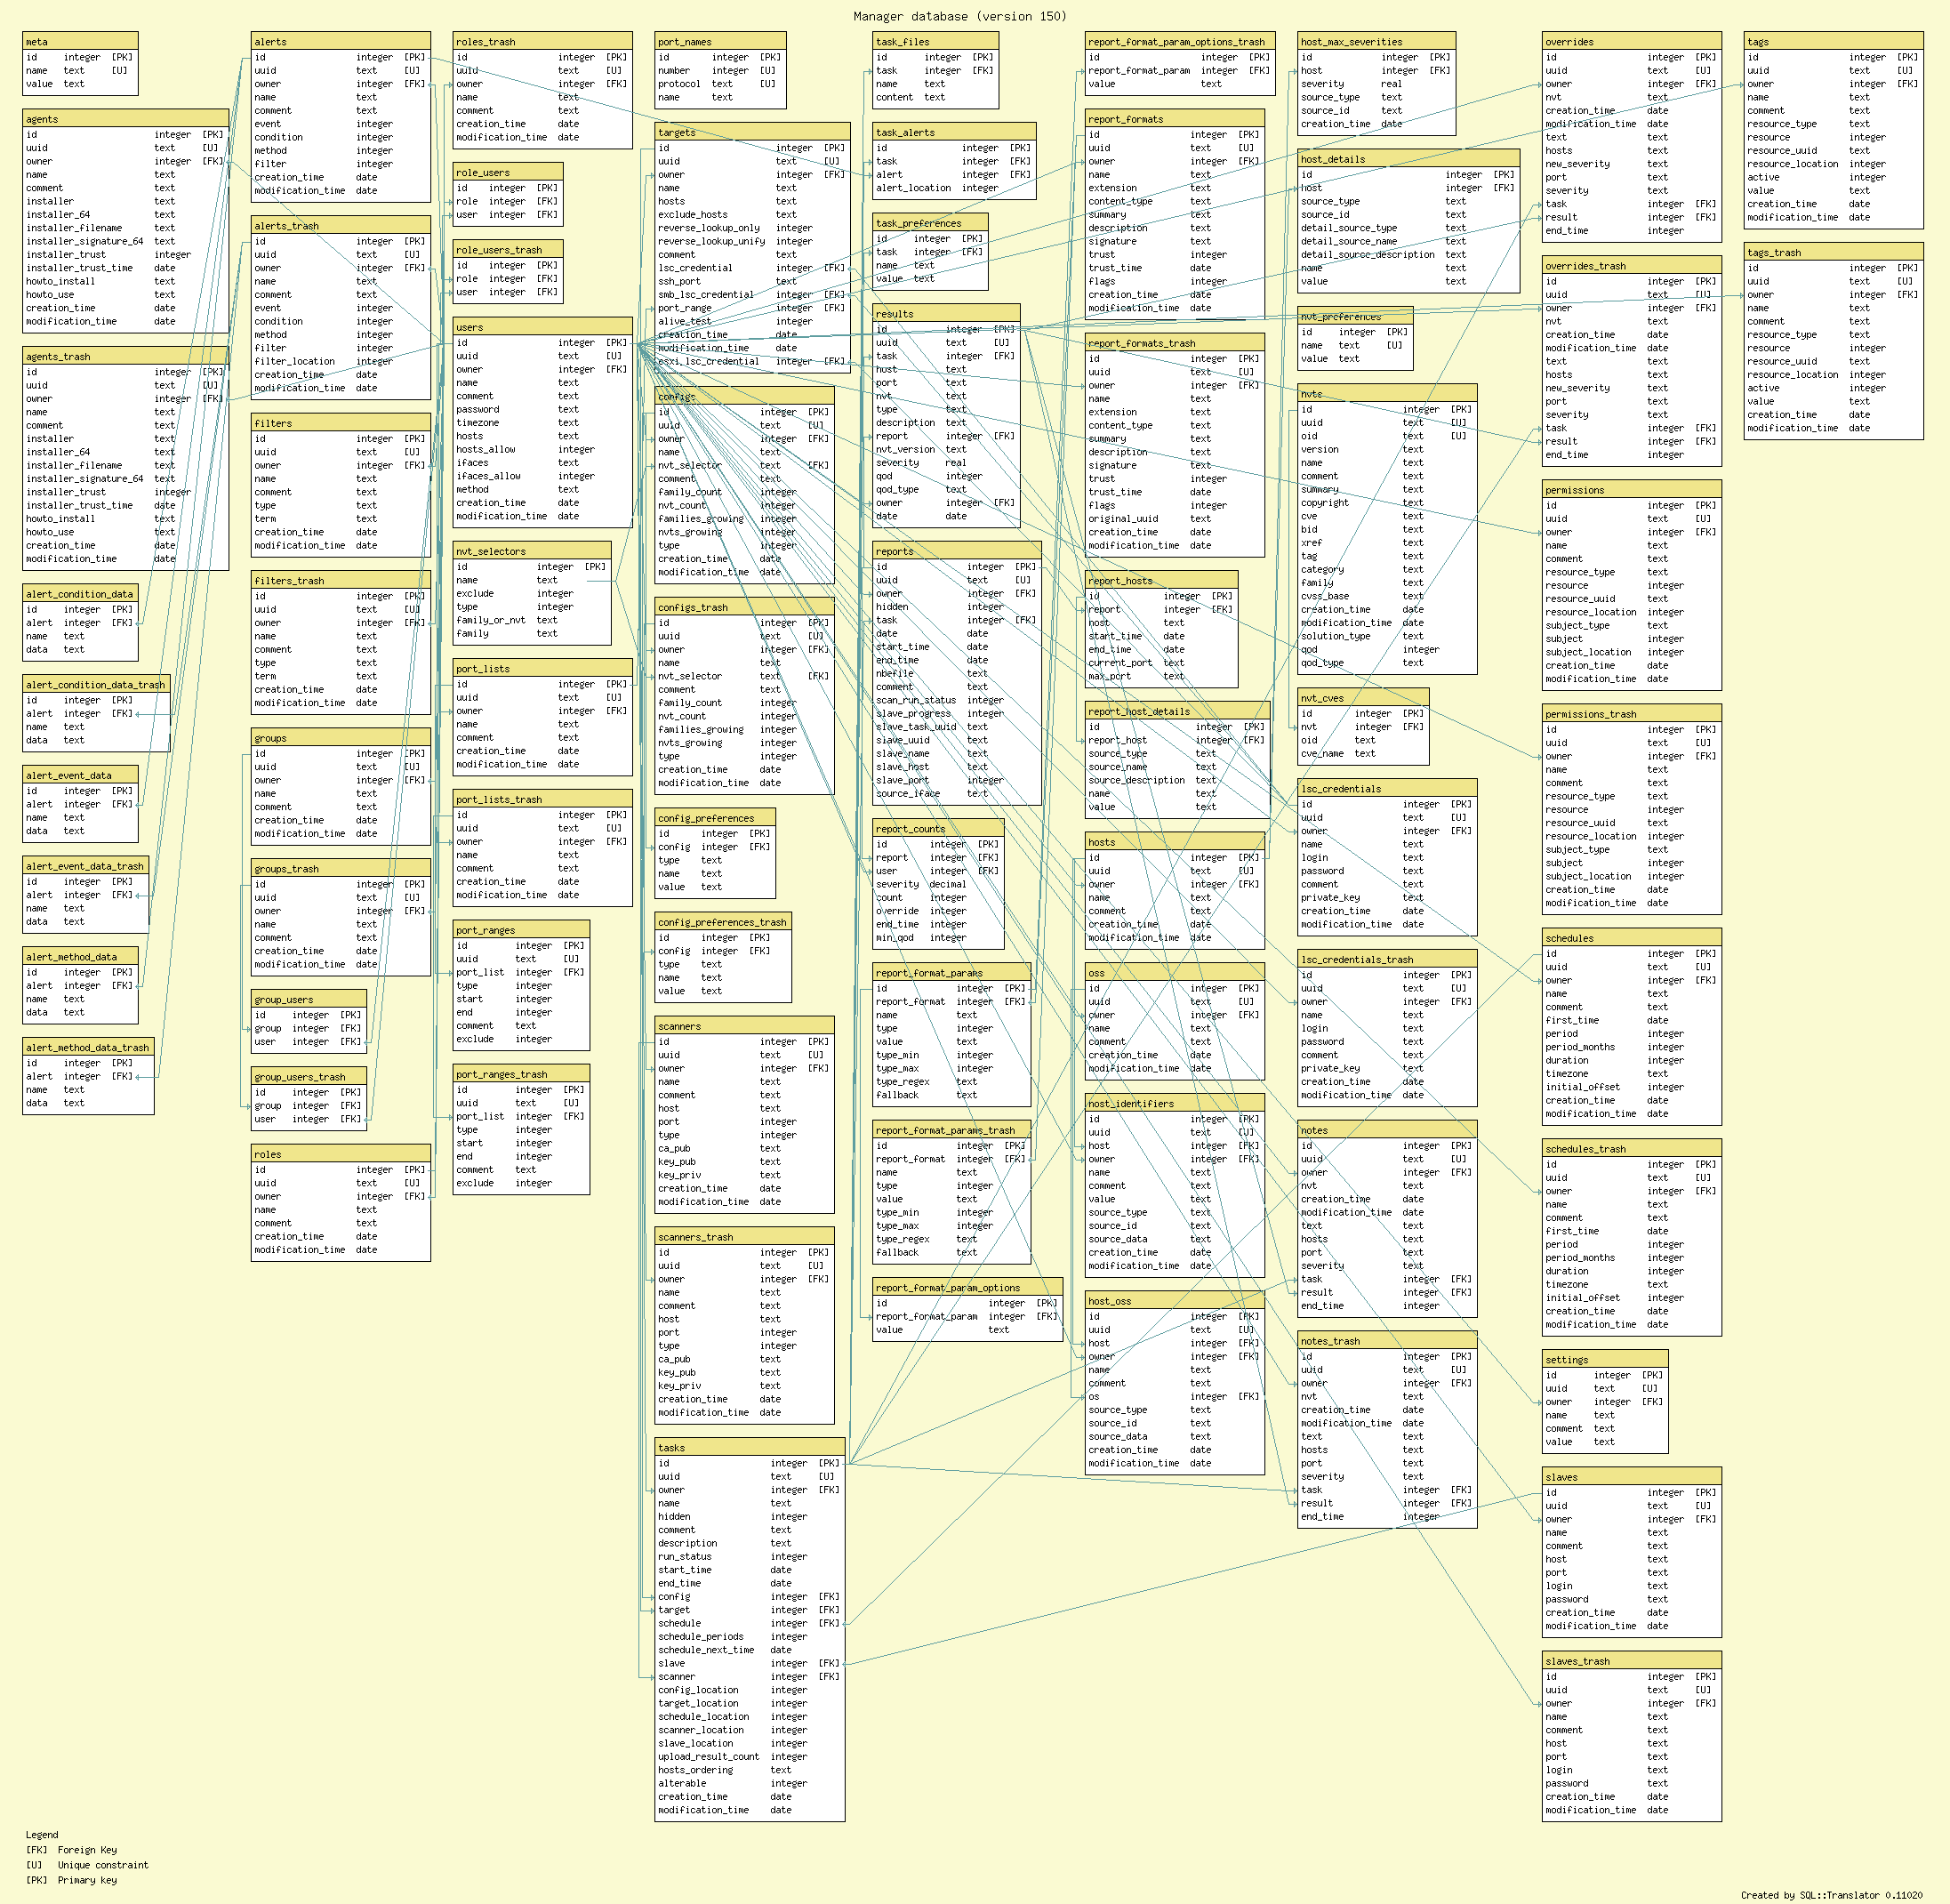 Manager database (version 150)
meta
id integer [PK]
name text [U]
value text
agents
id integer [PK]
uuid text [U]
owner integer [FK]
name text
comment text
installer text
installer_64 text
installer_filename text
installer_signature_64 text
installer_trust integer
installer_trust_time date
howto_install text
howto_use text
creation_time date
modification_time date
agents_trash
id integer [PK]
uuid text [U]
owner integer [FK]
name text
comment text
installer text
installer_64 text
installer_filename text
installer_signature_64 text
installer_trust integer
installer_trust_time date
howto_install text
howto_use text
creation_time date
modification_time date
alert_condition_data
id integer [PK]
alert integer [FK]
name text
data text
alert_condition_data_trash
id integer [PK]
alert integer [FK]
name text
data text
alert_event_data
id integer [PK]
alert integer [FK]
name text
data text
alert_event_data_trash
id integer [PK]
alert integer [FK]
name text
data text
alert_method_data
id integer [PK]
alert integer [FK]
name text
data text
alert_method_data_trash
id integer [PK]
alert integer [FK]
name text
data text
alerts
id integer [PK]
uuid text [U]
owner integer [FK]
name text
comment text
event integer
condition integer
method integer
filter integer
creation_time date
modification_time date
alerts_trash
id integer [PK]
uuid text [U]
owner integer [FK]
name text
comment text
event integer
condition integer
method integer
filter integer
filter_location integer
creation_time date
modification_time date
filters
id integer [PK]
uuid text [U]
owner integer [FK]
name text
comment text
type text
term text
creation_time date
modification_time date
filters_trash
id integer [PK]
uuid text [U]
owner integer [FK]
name text
comment text
type text
term text
creation_time date
modification_time date
groups
id integer [PK]
uuid text [U]
owner integer [FK]
name text
comment text
creation_time date
modification_time date
groups_trash
id integer [PK]
uuid text [U]
owner integer [FK]
name text
comment text
creation_time date
modification_time date
group_users
id integer [PK]
group integer [FK]
user integer [FK]
group_users_trash
id integer [PK]
group integer [FK]
user integer [FK]
roles
id integer [PK]
uuid text [U]
owner integer [FK]
name text
comment text
creation_time date
modification_time date
roles_trash
id integer [PK]
uuid text [U]
owner integer [FK]
name text
comment text
creation_time date
modification_time date
role_users
id integer [PK]
role integer [FK]
user integer [FK]
role_users_trash
id integer [PK]
role integer [FK]
user integer [FK]
users
id integer [PK]
uuid text [U]
owner integer [FK]
name text
comment text
password text
timezone text
hosts text
hosts_allow integer
ifaces text
ifaces_allow integer
method text
creation_time date
modification_time date
nvt_selectors
id integer [PK]
name text
exclude integer
type integer
family_or_nvt text
family text
port_lists
id integer [PK]
uuid text [U]
owner integer [FK]
name text
comment text
creation_time date
modification_time date
port_lists_trash
id integer [PK]
uuid text [U]
owner integer [FK]
name text
comment text
creation_time date
modification_time date
port_ranges
id integer [PK]
uuid text [U]
port_list integer [FK]
type integer
start integer
end integer
comment text
exclude integer
port_ranges_trash
id integer [PK]
uuid text [U]
port_list integer [FK]
type integer
start integer
end integer
comment text
exclude integer
port_names
id integer [PK]
number integer [U]
protocol text [U]
name text
targets
id integer [PK]
uuid text [U]
owner integer [FK]
name text
hosts text
exclude_hosts text
reverse_lookup_only integer
reverse_lookup_unify integer
comment text
lsc_credential integer [FK]
ssh_port text
smb_lsc_credential integer [FK]
port_range integer [FK]
alive_test integer
creation_time date
modification_time date
esxi_lsc_credential integer [FK]
configs
id integer [PK]
uuid text [U]
owner integer [FK]
name text
nvt_selector text [FK]
comment text
family_count integer
nvt_count integer
families_growing integer
nvts_growing integer
type integer
creation_time date
modification_time date
configs_trash
id integer [PK]
uuid text [U]
owner integer [FK]
name text
nvt_selector text [FK]
comment text
family_count integer
nvt_count integer
families_growing integer
nvts_growing integer
type integer
creation_time date
modification_time date
config_preferences
id integer [PK]
config integer [FK]
type text
name text
value text
config_preferences_trash
id integer [PK]
config integer [FK]
type text
name text
value text
scanners
id integer [PK]
uuid text [U]
owner integer [FK]
name text
comment text
host text
port integer
type integer
ca_pub text
key_pub text
key_priv text
creation_time date
modification_time date
scanners_trash
id integer [PK]
uuid text [U]
owner integer [FK]
name text
comment text
host text
port integer
type integer
ca_pub text
key_pub text
key_priv text
creation_time date
modification_time date
tasks
id integer [PK]
uuid text [U]
owner integer [FK]
name text
hidden integer
comment text
description text
run_status integer
start_time date
end_time date
config integer [FK]
target integer [FK]
schedule integer [FK]
schedule_periods integer
schedule_next_time date
slave integer [FK]
scanner integer [FK]
config_location integer
target_location integer
schedule_location integer
scanner_location integer
slave_location integer
upload_result_count integer
hosts_ordering text
alterable integer
creation_time date
modification_time date
task_files
id integer [PK]
task integer [FK]
name text
content text
task_alerts
id integer [PK]
task integer [FK]
alert integer [FK]
alert_location integer
task_preferences
id integer [PK]
task integer [FK]
name text
value text
results
id integer [PK]
uuid text [U]
task integer [FK]
host text
port text
nvt text
type text
description text
report integer [FK]
nvt_version text
severity real
qod integer
qod_type text
owner integer [FK]
date date
reports
id integer [PK]
uuid text [U]
owner integer [FK]
hidden integer
task integer [FK]
date date
start_time date
end_time date
nbefile text
comment text
scan_run_status integer
slave_progress integer
slave_task_uuid text
slave_uuid text
slave_name text
slave_host text
slave_port integer
source_iface text
report_counts
id integer [PK]
report integer [FK]
user integer [FK]
severity decimal
count integer
override integer
end_time integer
min_qod integer
report_format_params
id integer [PK]
report_format integer [FK]
name text
type integer
value text
type_min integer
type_max integer
type_regex text
fallback text
report_format_params_trash
id integer [PK]
report_format integer [FK]
name text
type integer
value text
type_min integer
type_max integer
type_regex text
fallback text
report_format_param_options
id integer [PK]
report_format_param integer [FK]
value text
report_format_param_options_trash
id integer [PK]
report_format_param integer [FK]
value text
report_formats
id integer [PK]
uuid text [U]
owner integer [FK]
name text
extension text
content_type text
summary text
description text
signature text
trust integer
trust_time date
flags integer
creation_time date
modification_time date
report_formats_trash
id integer [PK]
uuid text [U]
owner integer [FK]
name text
extension text
content_type text
summary text
description text
signature text
trust integer
trust_time date
flags integer
original_uuid text
creation_time date
modification_time date
report_hosts
id integer [PK]
report integer [FK]
host text
start_time date
end_time date
current_port text
max_port text
report_host_details
id integer [PK]
report_host integer [FK]
source_type text
source_name text
source_description text
name text
value text
hosts
id integer [PK]
uuid text [U]
owner integer [FK]
name text
comment text
creation_time date
modification_time date
oss
id integer [PK]
uuid text [U]
owner integer [FK]
name text
comment text
creation_time date
modification_time date
host_identifiers
id integer [PK]
uuid text [U]
host integer [FK]
owner integer [FK]
name text
comment text
value text
source_type text
source_id text
source_data text
creation_time date
modification_time date
host_oss
id integer [PK]
uuid text [U]
host integer [FK]
owner integer [FK]
name text
comment text
os integer [FK]
source_type text
source_id text
source_data text
creation_time date
modification_time date
host_max_severities
id integer [PK]
host integer [FK]
severity real
source_type text
source_id text
creation_time date
host_details
id integer [PK]
host integer [FK]
source_type text
source_id text
detail_source_type text
detail_source_name text
detail_source_description text
name text
value text
nvt_preferences
id integer [PK]
name text [U]
value text
nvts
id integer [PK]
uuid text [U]
oid text [U]
version text
name text
comment text
summary text
copyright text
cve text
bid text
xref text
tag text
category text
family text
cvss_base text
creation_time date
modification_time date
solution_type text
qod integer
qod_type text
nvt_cves
id integer [PK]
nvt integer [FK]
oid text
cve_name text
lsc_credentials
id integer [PK]
uuid text [U]
owner integer [FK]
name text
login text
password text
comment text
private_key text
creation_time date
modification_time date
lsc_credentials_trash
id integer [PK]
uuid text [U]
owner integer [FK]
name text
login text
password text
comment text
private_key text
creation_time date
modification_time date
notes
id integer [PK]
uuid text [U]
owner integer [FK]
nvt text
creation_time date
modification_time date
text text
hosts text
port text
severity text
task integer [FK]
result integer [FK]
end_time integer
notes_trash
id integer [PK]
uuid text [U]
owner integer [FK]
nvt text
creation_time date
modification_time date
text text
hosts text
port text
severity text
task integer [FK]
result integer [FK]
end_time integer
overrides
id integer [PK]
uuid text [U]
owner integer [FK]
nvt text
creation_time date
modification_time date
text text
hosts text
new_severity text
port text
severity text
task integer [FK]
result integer [FK]
end_time integer
overrides_trash
id integer [PK]
uuid text [U]
owner integer [FK]
nvt text
creation_time date
modification_time date
text text
hosts text
new_severity text
port text
severity text
task integer [FK]
result integer [FK]
end_time integer
permissions
id integer [PK]
uuid text [U]
owner integer [FK]
name text
comment text
resource_type text
resource integer
resource_uuid text
resource_location integer
subject_type text
subject integer
subject_location integer
creation_time date
modification_time date
permissions_trash
id integer [PK]
uuid text [U]
owner integer [FK]
name text
comment text
resource_type text
resource integer
resource_uuid text
resource_location integer
subject_type text
subject integer
subject_location integer
creation_time date
modification_time date
schedules
id integer [PK]
uuid text [U]
owner integer [FK]
name text
comment text
first_time date
period integer
period_months integer
duration integer
timezone text
initial_offset integer
creation_time date
modification_time date
schedules_trash
id integer [PK]
uuid text [U]
owner integer [FK]
name text
comment text
first_time date
period integer
period_months integer
duration integer
timezone text
initial_offset integer
creation_time date
modification_time date
settings
id integer [PK]
uuid text [U]
owner integer [FK]
name text
comment text
value text
slaves
id integer [PK]
uuid text [U]
owner integer [FK]
name text
comment text
host text
port text
login text
password text
creation_time date
modification_time date
slaves_trash
id integer [PK]
uuid text [U]
owner integer [FK]
name text
comment text
host text
port text
login text
password text
creation_time date
modification_time date
tags
id integer [PK]
uuid text [U]
owner integer [FK]
name text
comment text
resource_type text
resource integer
resource_uuid text
resource_location integer
active integer
value text
creation_time date
modification_time date
tags_trash
id integer [PK]
uuid text [U]
owner integer [FK]
name text
comment text
resource_type text
resource integer
resource_uuid text
resource_location integer
active integer
value text
creation_time date
modification_time date
Legend
[FK] Foreign Key
[U] Unique constraint
[PK] Primary key
Created by SQL::Translator 0.11020